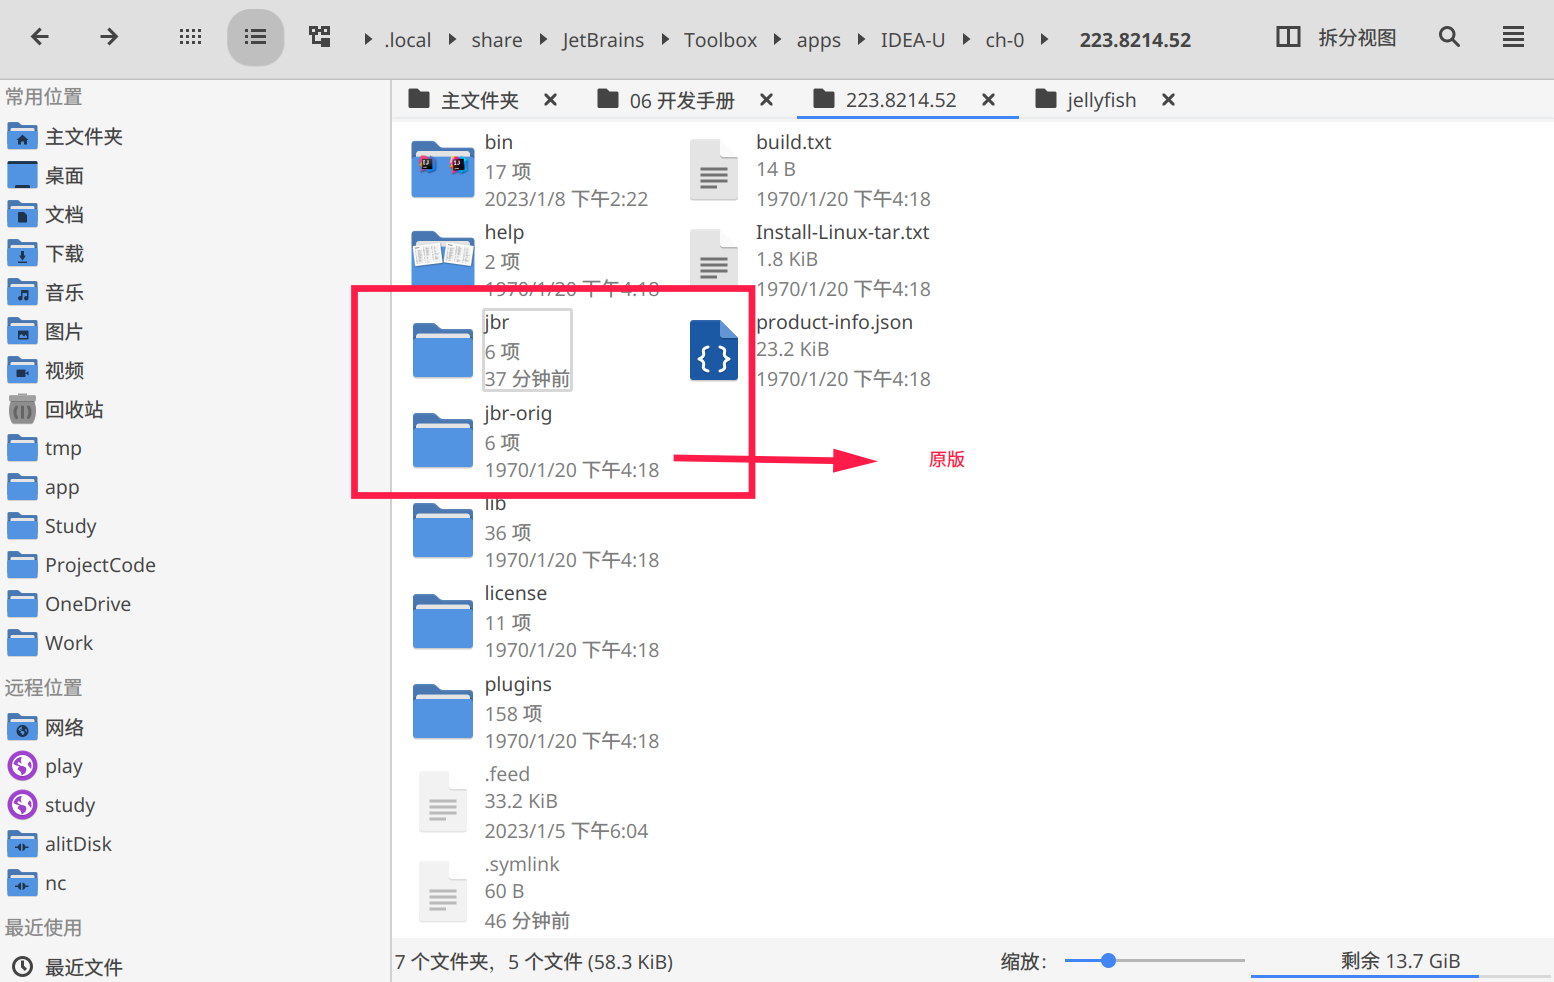 .local share JetBrains Toolbox apps IDEA-U ch-0 223.8214.52 拆分视图
常用位置
主文件夹
桌面
文档
下载
音乐
图片
视频
回收站
tmp
app
Study
ProjectCode
OneDrive
Work
远程位置
网络
play
study
alitDisk
nc
最近使用
最近文件
主文件夹 06 开发手册 223.8214.52 jellyfish
bin
17 项
2023/1/8 下午2:22
help
2 项
1970/1/20 下午4:18
jbr
6 项
37 分钟前
jbr-orig
6 项
1970/1/20 下午4:18
lib
36 项
1970/1/20 下午4:18
license
11 项
1970/1/20 下午4:18
plugins
158 项
1970/1/20 下午4:18
.feed
33.2 KiB
2023/1/5 下午6:04
.symlink
60 B
46 分钟前
build.txt
14 B
1970/1/20 下午4:18
Install-Linux-tar.txt
1.8 KiB
1970/1/20 下午4:18
product-info.json
23.2 KiB
1970/1/20 下午4:18
原版
7 个文件夹，5 个文件 (58.3 KiB) 缩放： 剩余 13.7 GiB